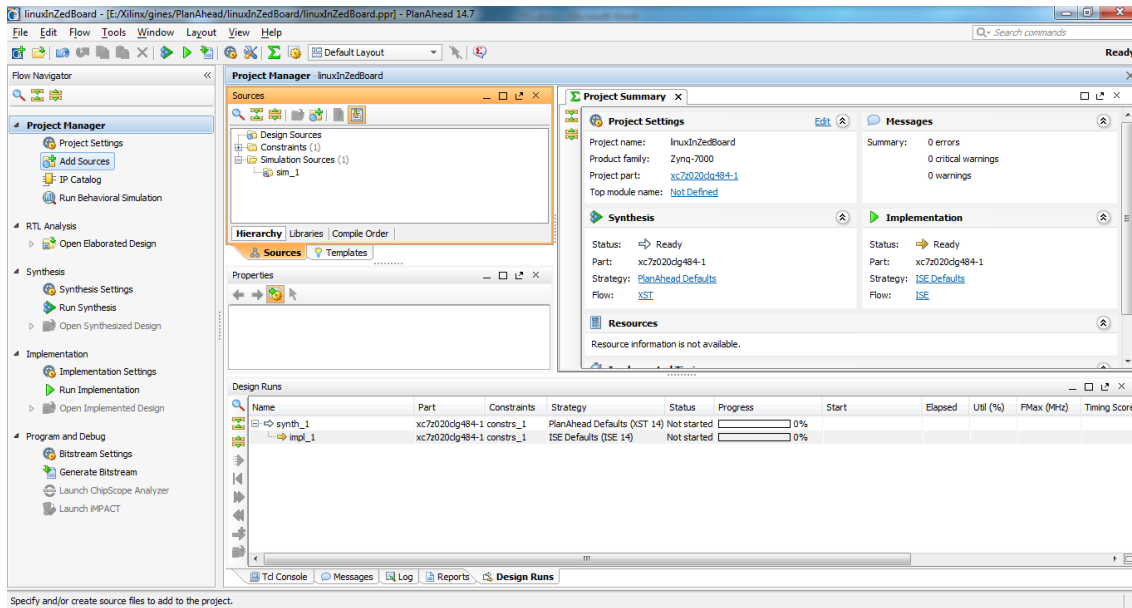 linuxInZedBoard - [E:/Xilinx/gines/PlanAhead/linuxInZedBoard/linuxInZedBoard.ppr] - PlanAhead 14.7
File Edit Flow Tools Window Layout View Help
Search commands
Default Layout
Ready
Flow Navigator
Project Manager
Project Settings
Add Sources
IP Catalog
Run Behavioral Simulation
RTL Analysis
Open Elaborated Design
Synthesis
Synthesis Settings
Run Synthesis
Open Synthesized Design
Implementation
Implementation Settings
Run Implementation
Open Implemented Design
Program and Debug
Bitstream Settings
Generate Bitstream
Launch ChipScope Analyzer
Launch iMPACT
Project Manager - linuxInZedBoard
Sources
Design Sources
Constraints (1)
Simulation Sources (1)
sim_1
Hierarchy Libraries Compile Order
Sources Templates
Properties
Project Summary
Project Settings Edit
Project name: linuxInZedBoard
Product family: Zynq-7000
Project part: xc7z020clg484-1
Top module name: Not Defined
Messages
Summary: 0 errors
0 critical warnings
0 warnings
Synthesis
Status: Ready
Part: xc7z020clg484-1
Strategy: PlanAhead Defaults
Flow: XST
Implementation
Status: Ready
Part: xc7z020clg484-1
Strategy: ISE Defaults
Flow: ISE
Resources
Resource information is not available.
Design Runs
Name Part Constraints Strategy Status Progress Start Elapsed Util (%) FMax (MHz) Timing Score
synth_1 xc7z020clg484-1 constrs_1 PlanAhead Defaults (XST 14) Not started 0%
impl_1 xc7z020clg484-1 constrs_1 ISE Defaults (ISE 14) Not started 0%
Tcl Console Messages Log Reports Design Runs
Specify and/or create source files to add to the project.